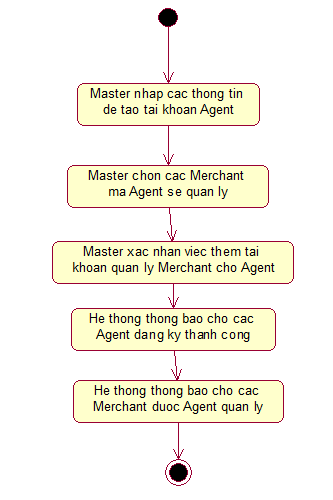 Master nhap cac thong tin
de tao tai khoan Agent
Master chon cac Merchant
ma Agent se quan ly
Master xac nhan viec them tai
khoan quan ly Merchant cho Agent
He thong thong bao cho cac
Agent dang ky thanh cong
He thong thong bao cho cac
Merchant duoc Agent quan ly